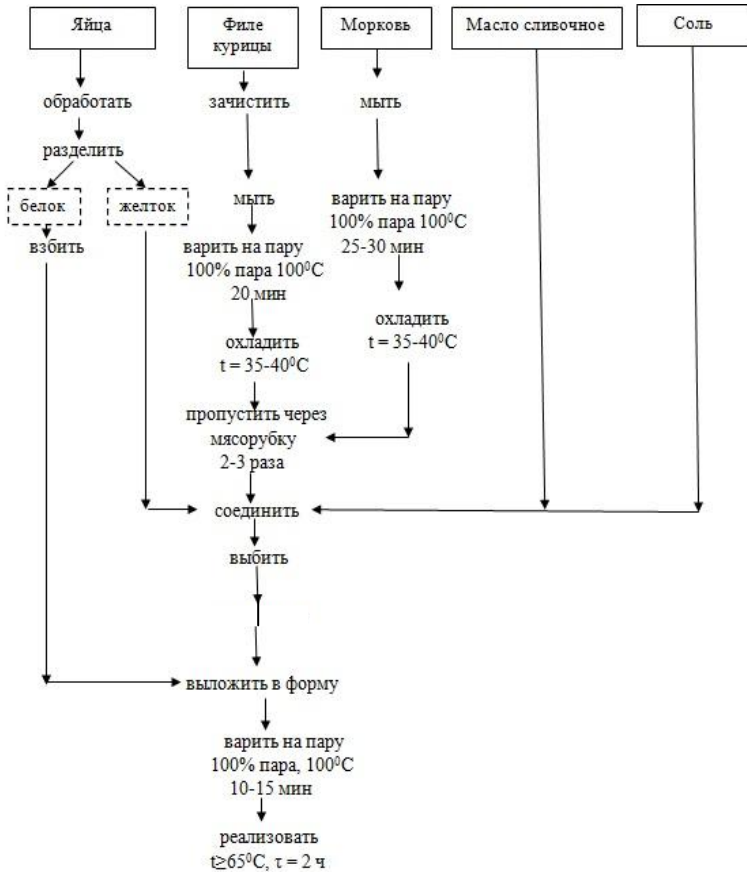 Яйца
Филе
курицы
Морковь
Масло сливочное
Соль
обработать
зачистить
мыть
разделить
белок
желток
мыть
варить на пару
100% пара 100⁰С
25-30 мин
взбить
варить на пару
100% пара 100⁰С
20 мин
охладить
t = 35-40⁰С
охладить
t = 35-40⁰С
пропустить через
мясорубку
2-3 раза
соединить
выбить
выложить в форму
варить на пару
100% пара, 100⁰С
10-15 мин
реализовать
t≥65⁰С, τ = 2 ч